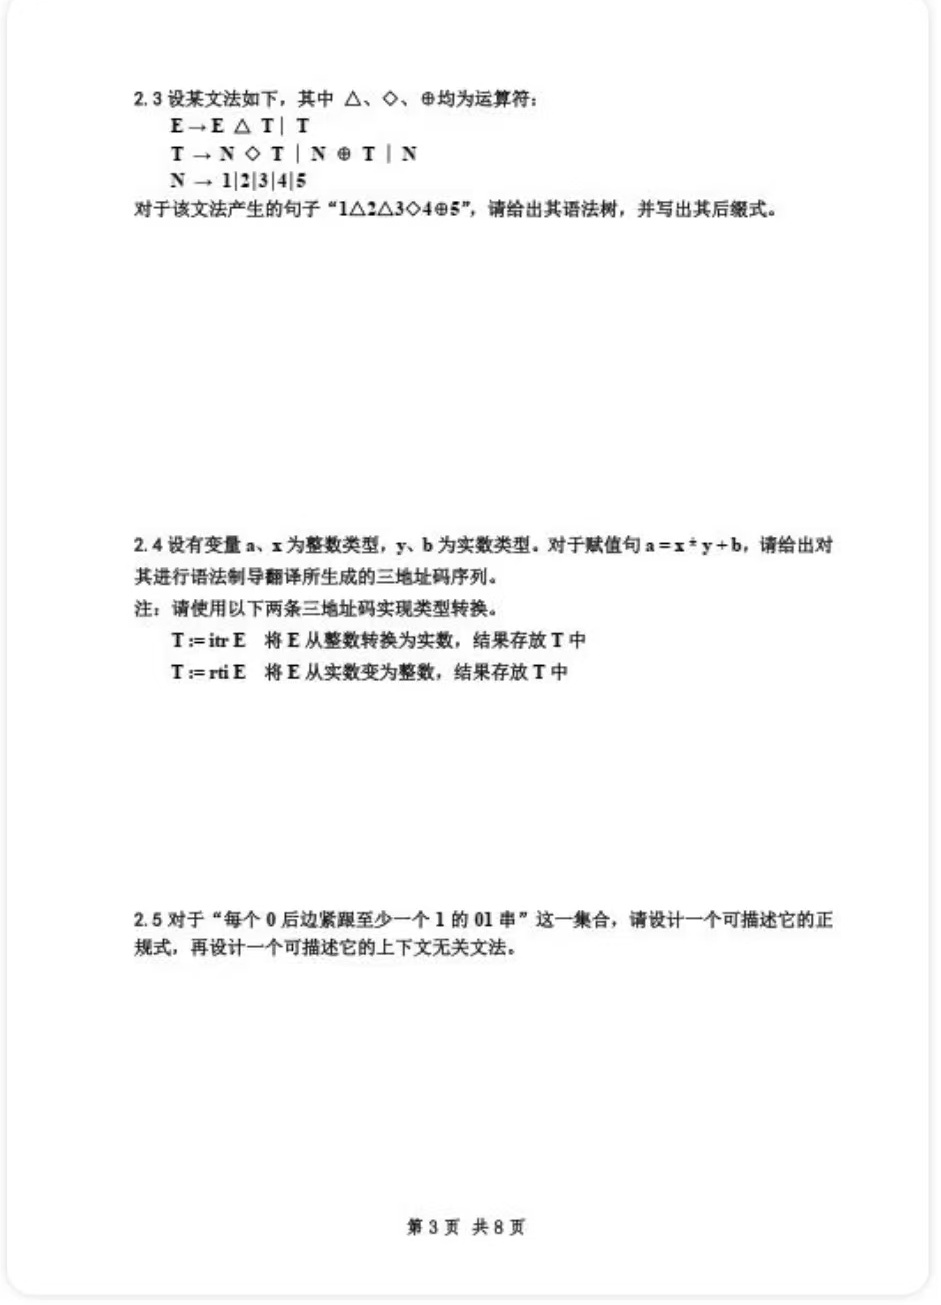 2.3 设某文法如下，其中 △、◇、⊕均为运算符：
E → E △ T | T
T → N ◇ T | N ⊕ T | N
N → 1|2|3|4|5
对于该文法产生的句子“1△2△3◇4⊕5”，请给出其语法树，并写出其后缀式。
2.4 设有变量 a、x 为整数类型，y、b 为实数类型。对于赋值句 a = x * y + b，请给出对
其进行语法制导翻译所生成的三地址码序列。
注：请使用以下两条三地址码实现类型转换。
T := itr E 将 E 从整数转换为实数，结果存放 T 中
T := rti E 将 E 从实数变为整数，结果存放 T 中
2.5 对于“每个 0 后边紧跟至少一个 1 的 01 串”这一集合，请设计一个可描述它的正
规式，再设计一个可描述它的上下文无关文法。
第 3 页 共 8 页